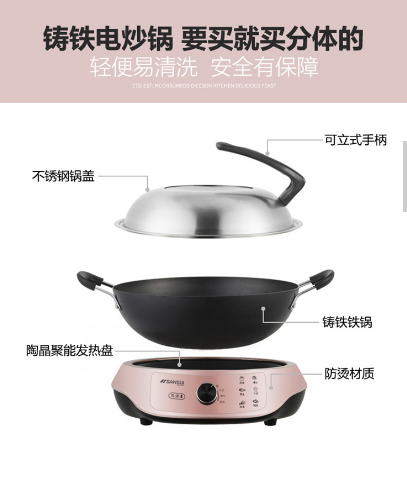 铸铁电炒锅 要买就买分体的
轻便易清洗 安全有保障
可立式手柄
不锈钢锅盖
铸铁铁锅
陶晶聚能发热盘
防烫材质